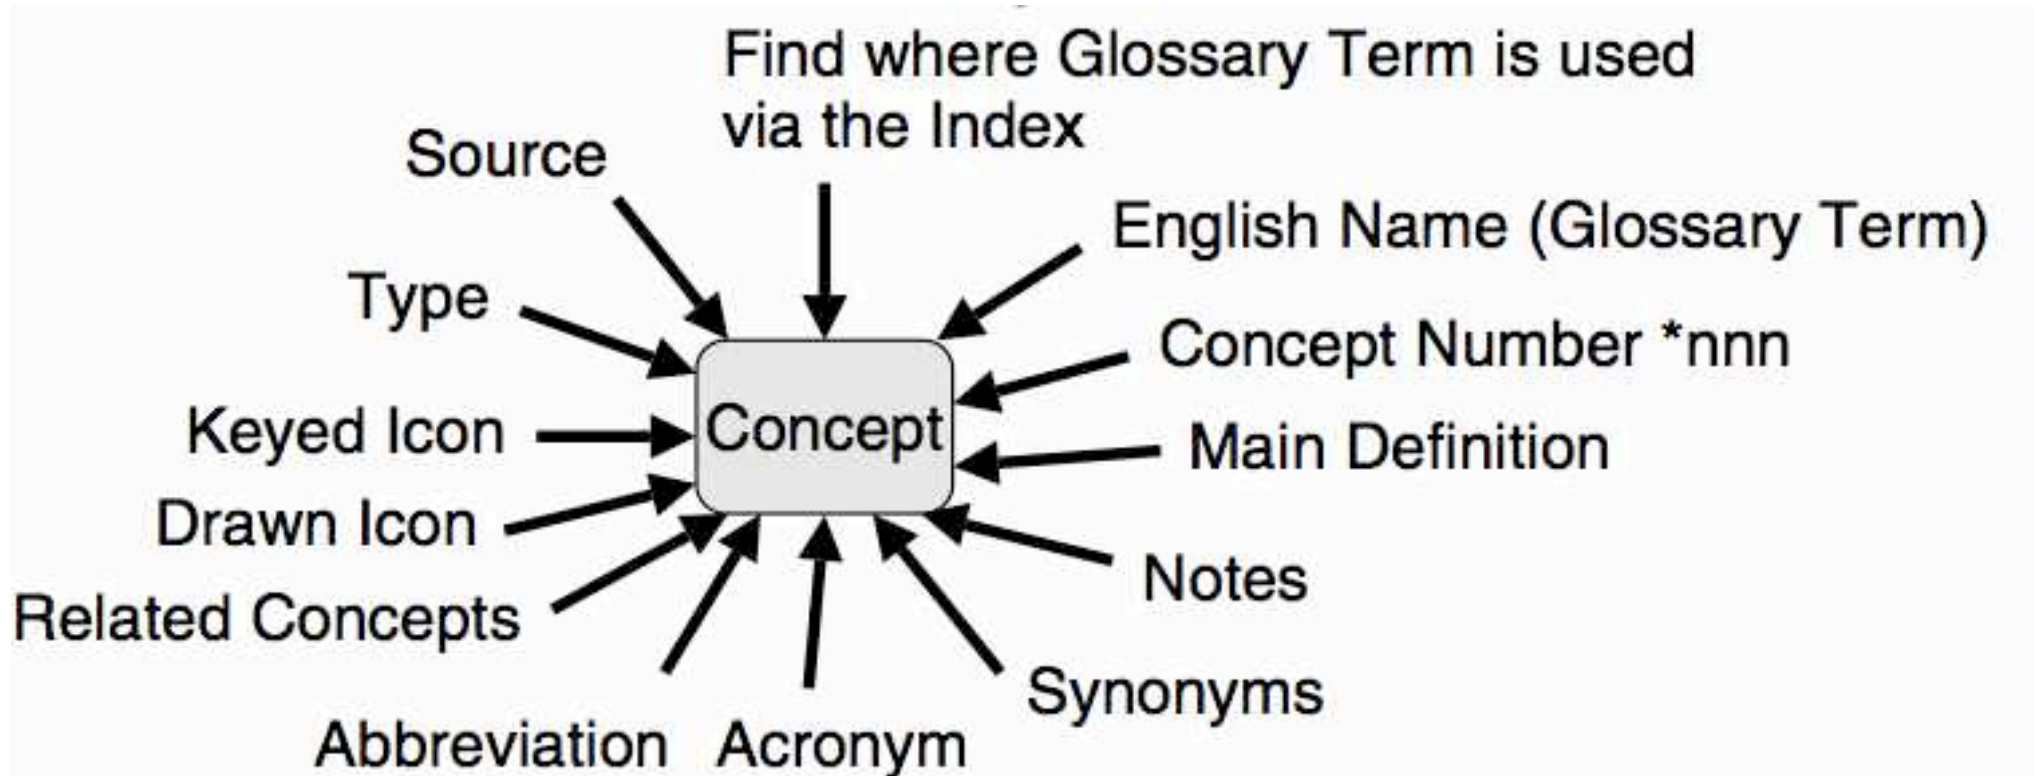 Find where Glossary Term is used
via the Index
Source
English Name (Glossary Term)
Type
Concept Number *nnn
Keyed Icon
Concept
Main Definition
Drawn Icon
Notes
Related Concepts
Synonyms
Abbreviation
Acronym